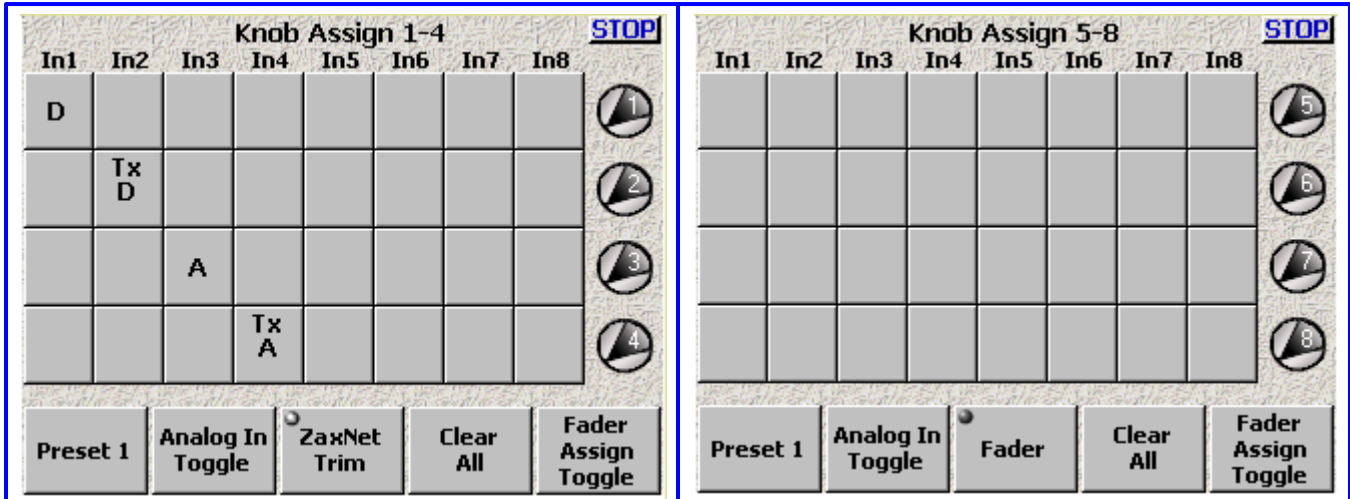 Knob Assign 1-4
STOP
In1 In2 In3 In4 In5 In6 In7 In8
D
1
Tx
D
2
A
3
Tx
A
4
Preset 1
Analog In
Toggle
ZaxNet
Trim
Clear
All
Fader
Assign
Toggle
Knob Assign 5-8
STOP
In1 In2 In3 In4 In5 In6 In7 In8
5
6
7
8
Preset 1
Analog In
Toggle
Fader
Clear
All
Fader
Assign
Toggle